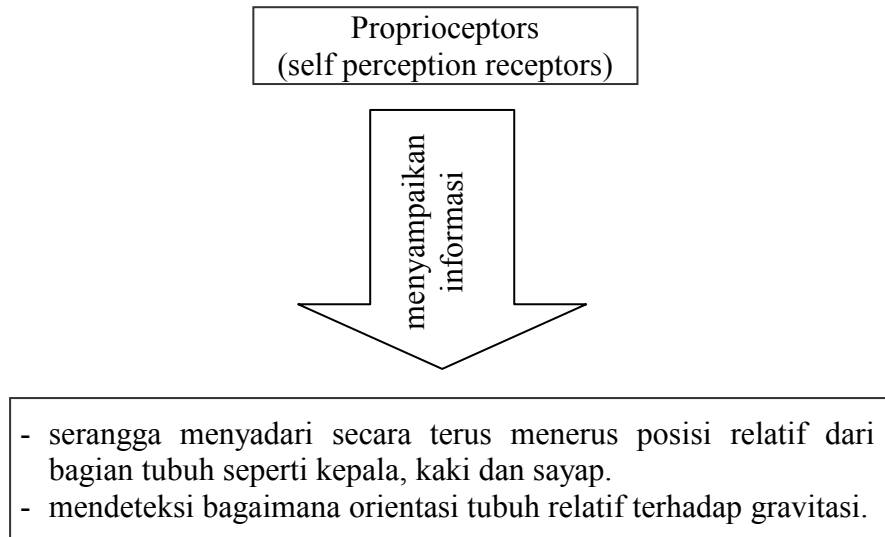 Proprioceptors
(self perception receptors)
menyampaikan
informasi
- serangga menyadari secara terus menerus posisi relatif dari
bagian tubuh seperti kepala, kaki dan sayap.
- mendeteksi bagaimana orientasi tubuh relatif terhadap gravitasi.